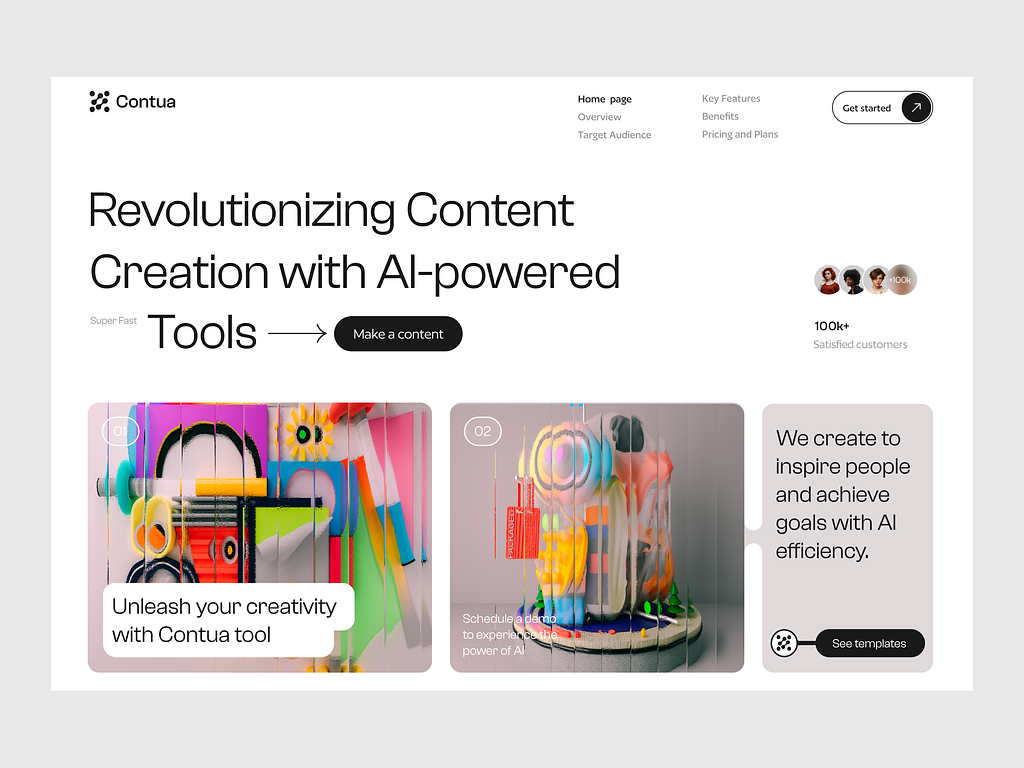 Contua
Home page
Overview
Target Audience
Key Features
Benefits
Pricing and Plans
Get started
Revolutionizing Content
Creation with AI-powered
Super Fast
Tools
Make a content
+100k
100k+
Satisfied customers
01
Unleash your creativity
with Contua tool
02
PACKAGED
Schedule a demo
to experience the
power of AI
We create to
inspire people
and achieve
goals with AI
efficiency.
See templates